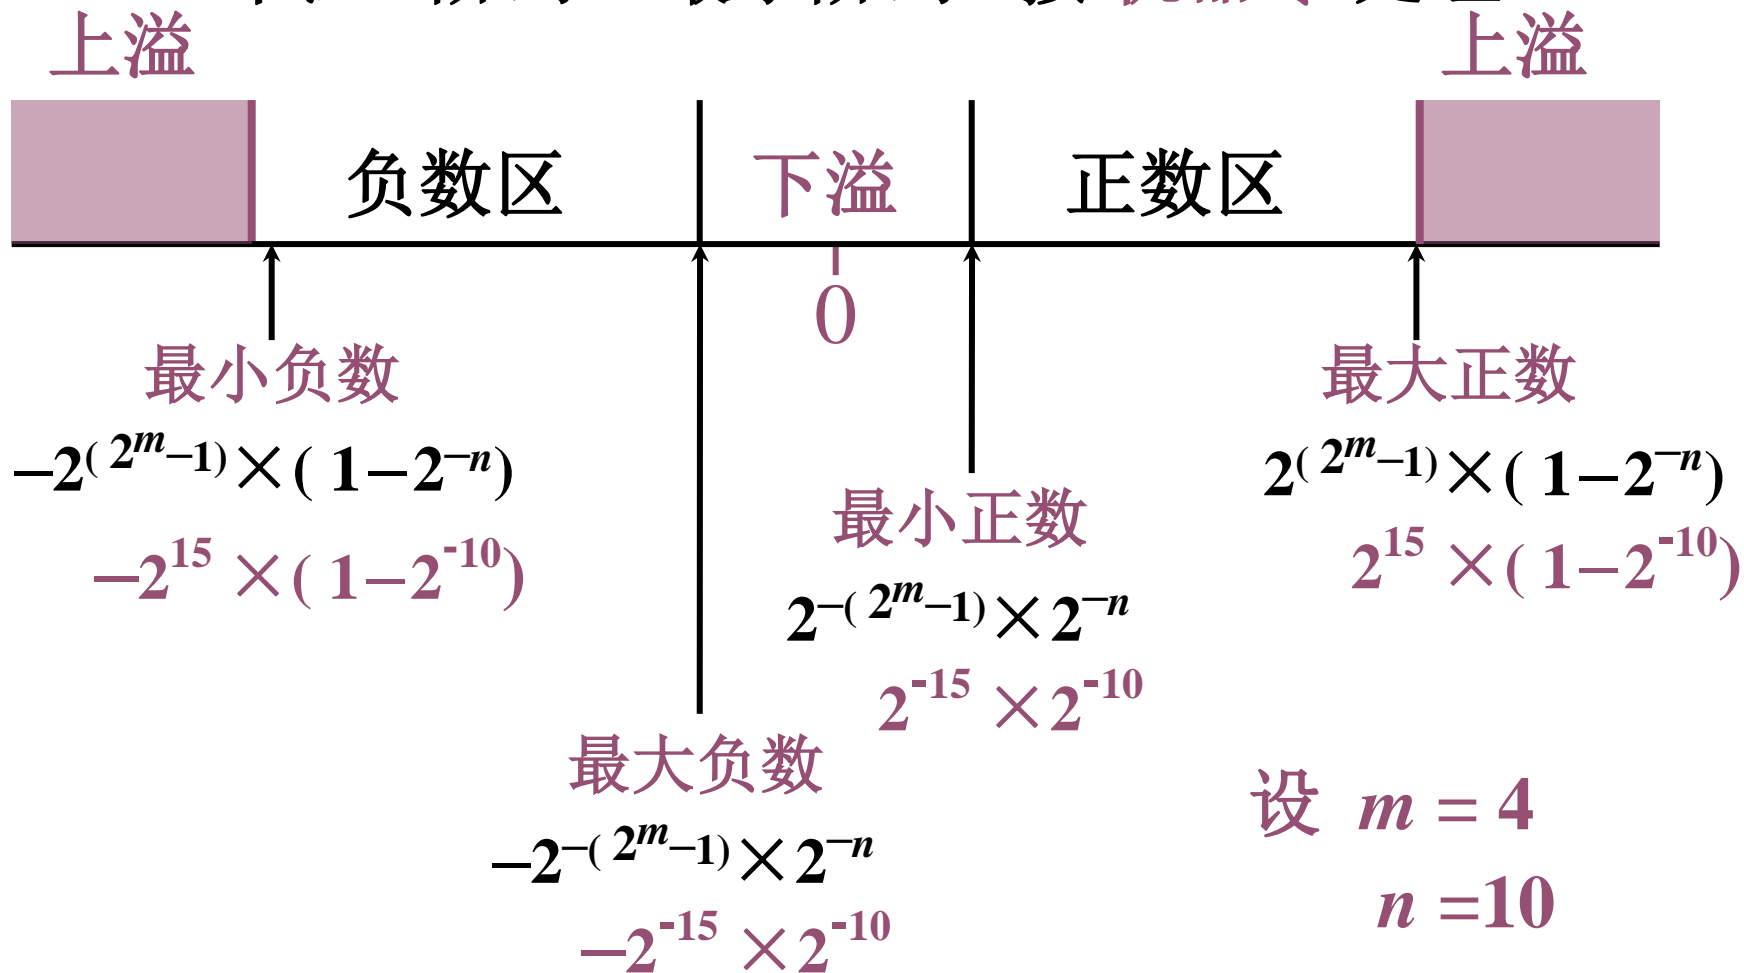 上溢 上溢
负数区 下溢 正数区
0
最小负数 最大正数
−2^(2^m−1) × (1−2^−n) 2^(2^m−1) × (1−2^−n)
−2^15 × (1−2^-10) 2^15 × (1−2^-10)
最小正数
2^−(2^m−1) × 2^−n
2^-15 × 2^-10
最大负数
−2^−(2^m−1) × 2^−n
−2^-15 × 2^-10
设 m = 4
n =10